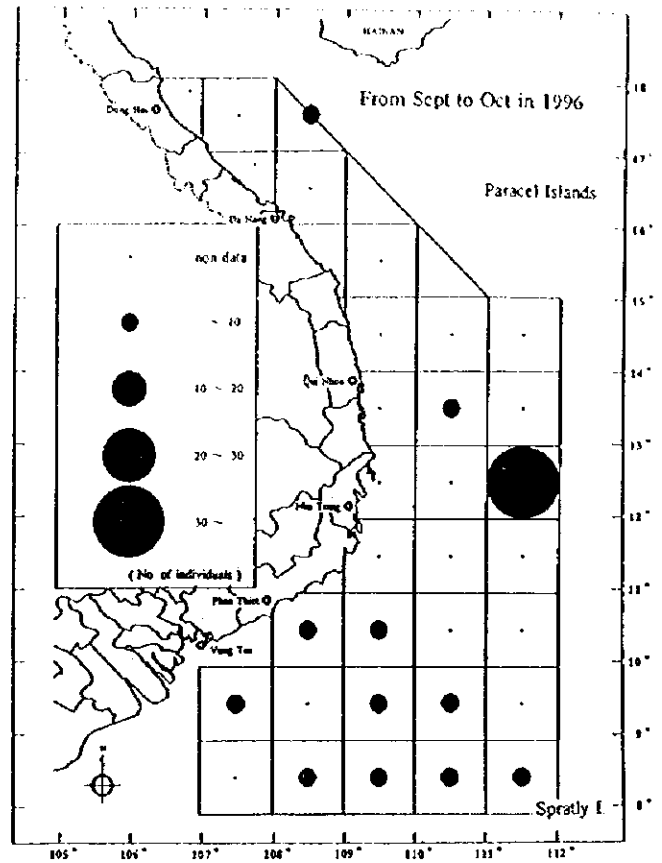 HAINAN
18°
From Sept to Oct in 1996
Dong Hoi
17°
Paracel Islands
Da Nang
16°
non data
15°
~ 10
14°
10 ~ 20
Qui Nhon
13°
20 ~ 30
12°
Nha Trang
30 ~
( No. of individuals )
11°
Phan Thiet
Vung Tau
10°
9°
N
Spratly I.
8°
105° 106° 107° 108° 109° 110° 111° 112°